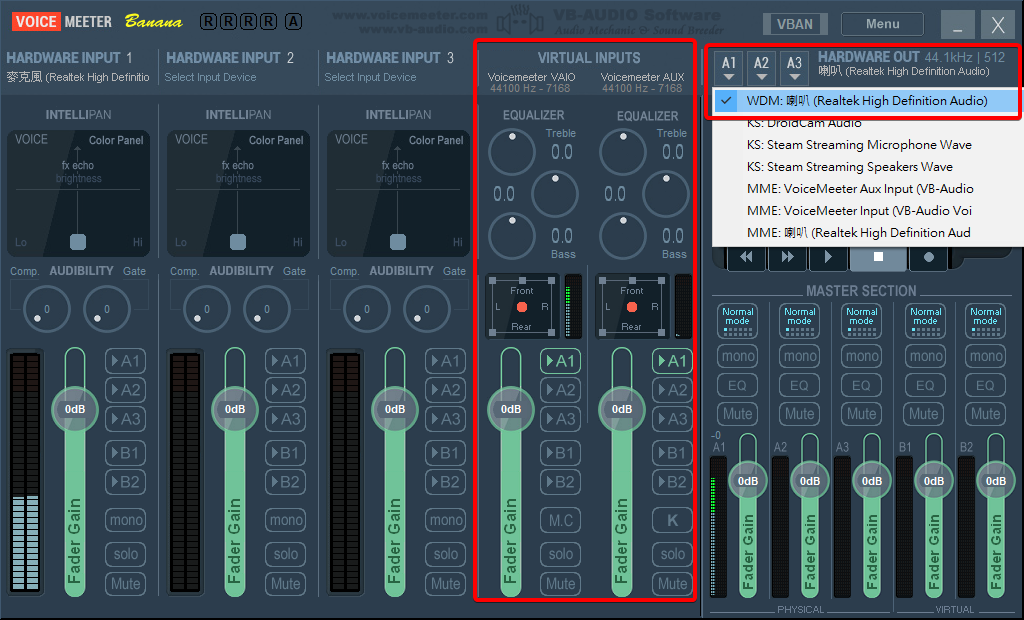 VOICE MEETER Banana R R R R A
www.voicemeeter.com
www.vb-audio.com
VB-AUDIO Software
Audio Mechanic & Sound Breeder
VBAN Menu _ X
HARDWARE INPUT 1
麥克風 (Realtek High Definitio
HARDWARE INPUT 2
Select Input Device
HARDWARE INPUT 3
Select Input Device
VIRTUAL INPUTS
Voicemeeter VAIO Voicemeeter AUX
44100 Hz - 7168 44100 Hz - 7168
A1 A2 A3
HARDWARE OUT 44.1kHz | 512
喇叭 (Realtek High Definition Audio)
WDM: 喇叭 (Realtek High Definition Audio)
KS: DroidCam Audio
KS: Steam Streaming Microphone Wave
KS: Steam Streaming Speakers Wave
MME: VoiceMeeter Aux Input (VB-Audio
MME: VoiceMeeter Input (VB-Audio Voi
MME: 喇叭 (Realtek High Definition Aud
INTELLIPAN INTELLIPAN INTELLIPAN
VOICE Color Panel VOICE Color Panel VOICE Color Panel
fx echo fx echo fx echo
brightness brightness brightness
Lo Hi Lo Hi Lo Hi
Comp. AUDIBILITY Gate Comp. AUDIBILITY Gate Comp. AUDIBILITY Gate
0 0 0 0 0 0
EQUALIZER EQUALIZER
Treble Treble
0.0 0.0
0.0 0.0
0.0 0.0
Bass Bass
Front Front
L R L R
Rear Rear
A1 A1 A1 A1 A1
A2 A2 A2 A2 A2
0dB 0dB 0dB 0dB 0dB
A3 A3 A3 A3 A3
B1 B1 B1 B1 B1
B2 B2 B2 B2 B2
mono mono mono M.C K
solo solo solo solo solo
Mute Mute Mute Mute Mute
Fader Gain Fader Gain Fader Gain Fader Gain Fader Gain
MASTER SECTION
Normal mode Normal mode Normal mode Normal mode Normal mode
mono mono mono mono mono
EQ EQ EQ EQ EQ
Mute Mute Mute Mute Mute
-0
A1 A2 A3 B1 B2
0dB 0dB 0dB 0dB 0dB
Fader Gain Fader Gain Fader Gain Fader Gain Fader Gain
PHYSICAL VIRTUAL